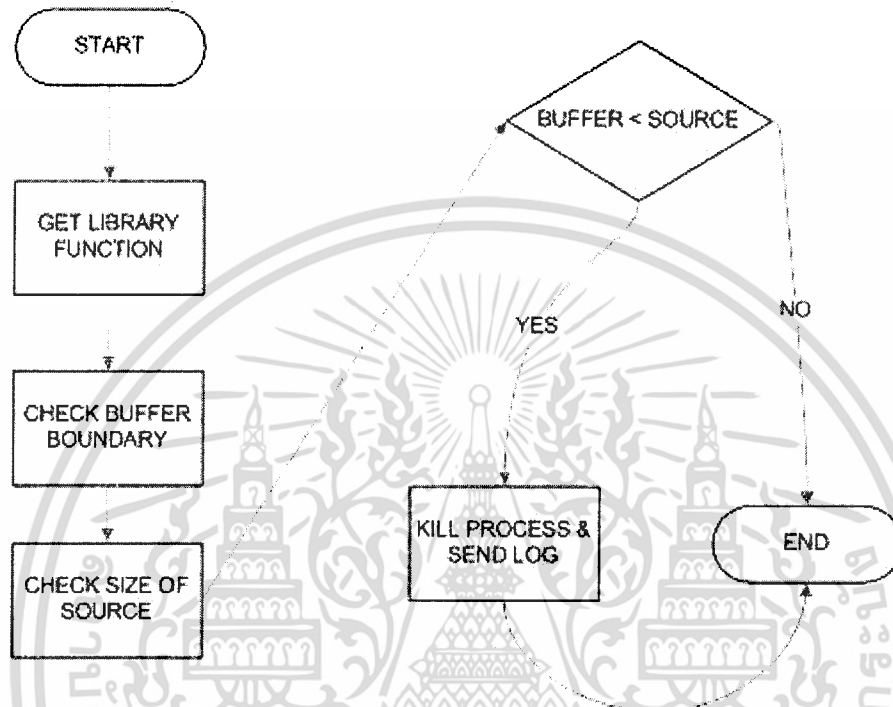 START
GET LIBRARY
FUNCTION
CHECK BUFFER
BOUNDARY
CHECK SIZE OF
SOURCE
BUFFER < SOURCE
YES
NO
KILL PROCESS &
SEND LOG
END